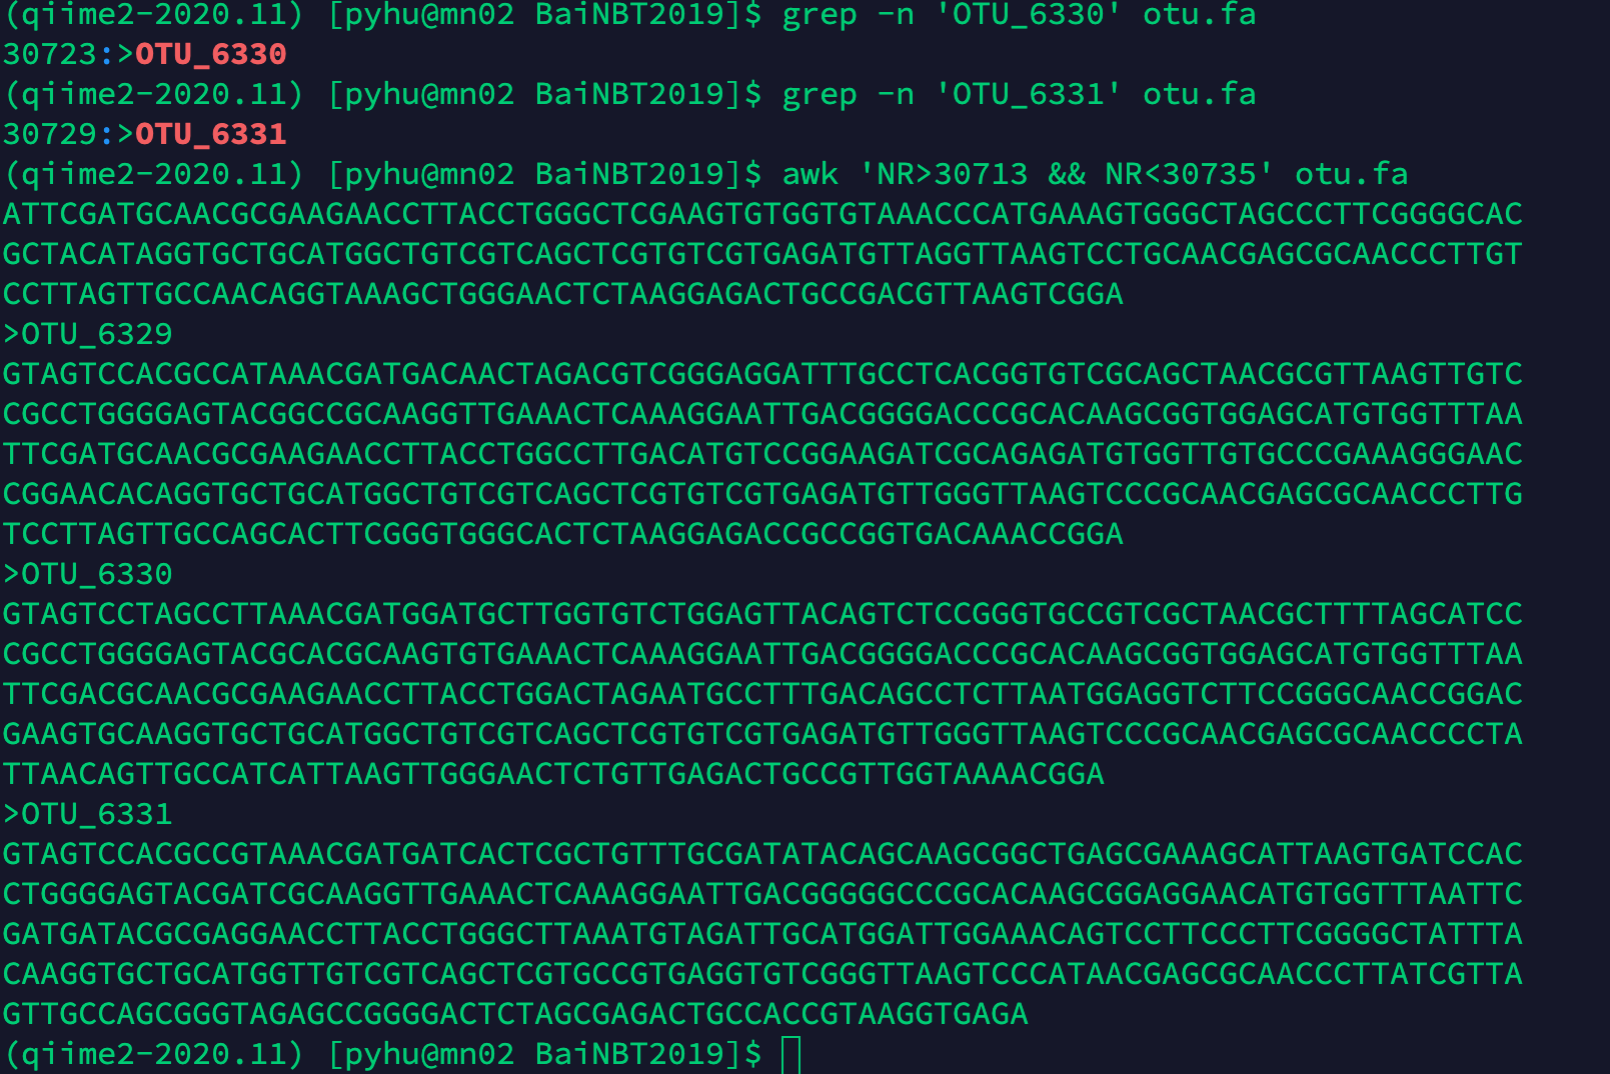 (qiime2-2020.11) [pyhu@mn02 BaiNBT2019]$ grep -n 'OTU_6330' otu.fa
30723:>OTU_6330
(qiime2-2020.11) [pyhu@mn02 BaiNBT2019]$ grep -n 'OTU_6331' otu.fa
30729:>OTU_6331
(qiime2-2020.11) [pyhu@mn02 BaiNBT2019]$ awk 'NR>30713 && NR<30735' otu.fa
ATTCGATGCAACGCGAAGAACCTTACCTGGGCTCGAAGTGTGGTGTAAACCCATGAAAGTGGGCTAGCCCTTCGGGGCAC
GCTACATAGGTGCTGCATGGCTGTCGTCAGCTCGTGTCGTGAGATGTTAGGTTAAGTCCTGCAACGAGCGCAACCCTTGT
CCTTAGTTGCCAACAGGTAAAGCTGGGAACTCTAAGGAGACTGCCGACGTTAAGTCGGA
>OTU_6329
GTAGTCCACGCCATAAACGATGACAACTAGACGTCGGGAGGATTTGCCTCACGGTGTCGCAGCTAACGCGTTAAGTTGTC
CGCCTGGGGAGTACGGCCGCAAGGTTGAAACTCAAAGGAATTGACGGGGACCCGCACAAGCGGTGGAGCATGTGGTTTAA
TTCGATGCAACGCGAAGAACCTTACCTGGCCTTGACATGTCCGGAAGATCGCAGAGATGTGGTTGTGCCCGAAAGGGAAC
CGGAACACAGGTGCTGCATGGCTGTCGTCAGCTCGTGTCGTGAGATGTTGGGTTAAGTCCCGCAACGAGCGCAACCCTTG
TCCTTAGTTGCCAGCACTTCGGGTGGGCACTCTAAGGAGACCGCCGGTGACAAACCGGA
>OTU_6330
GTAGTCCTAGCCTTAAACGATGGATGCTTGGTGTCTGGAGTTACAGTCTCCGGGTGCCGTCGCTAACGCTTTTAGCATCC
CGCCTGGGGAGTACGCACGCAAGTGTGAAACTCAAAGGAATTGACGGGGACCCGCACAAGCGGTGGAGCATGTGGTTTAA
TTCGACGCAACGCGAAGAACCTTACCTGGACTAGAATGCCTTTGACAGCCTCTTAATGGAGGTCTTCCGGGCAACCGGAC
GAAGTGCAAGGTGCTGCATGGCTGTCGTCAGCTCGTGTCGTGAGATGTTGGGTTAAGTCCCGCAACGAGCGCAACCCCTA
TTAACAGTTGCCATCATTAAGTTGGGAACTCTGTTGAGACTGCCGTTGGTAAAACGGA
>OTU_6331
GTAGTCCACGCCGTAAACGATGATCACTCGCTGTTTGCGATATACAGCAAGCGGCTGAGCGAAAGCATTAAGTGATCCAC
CTGGGGAGTACGATCGCAAGGTTGAAACTCAAAGGAATTGACGGGGGCCCGCACAAGCGGAGGAACATGTGGTTTAATTC
GATGATACGCGAGGAACCTTACCTGGGCTTAAATGTAGATTGCATGGATTGGAAACAGTCCTTCCCTTCGGGGCTATTTA
CAAGGTGCTGCATGGTTGTCGTCAGCTCGTGCCGTGAGGTGTCGGGTTAAGTCCCATAACGAGCGCAACCCTTATCGTTA
GTTGCCAGCGGGTAGAGCCGGGGACTCTAGCGAGACTGCCACCGTAAGGTGAGA
(qiime2-2020.11) [pyhu@mn02 BaiNBT2019]$